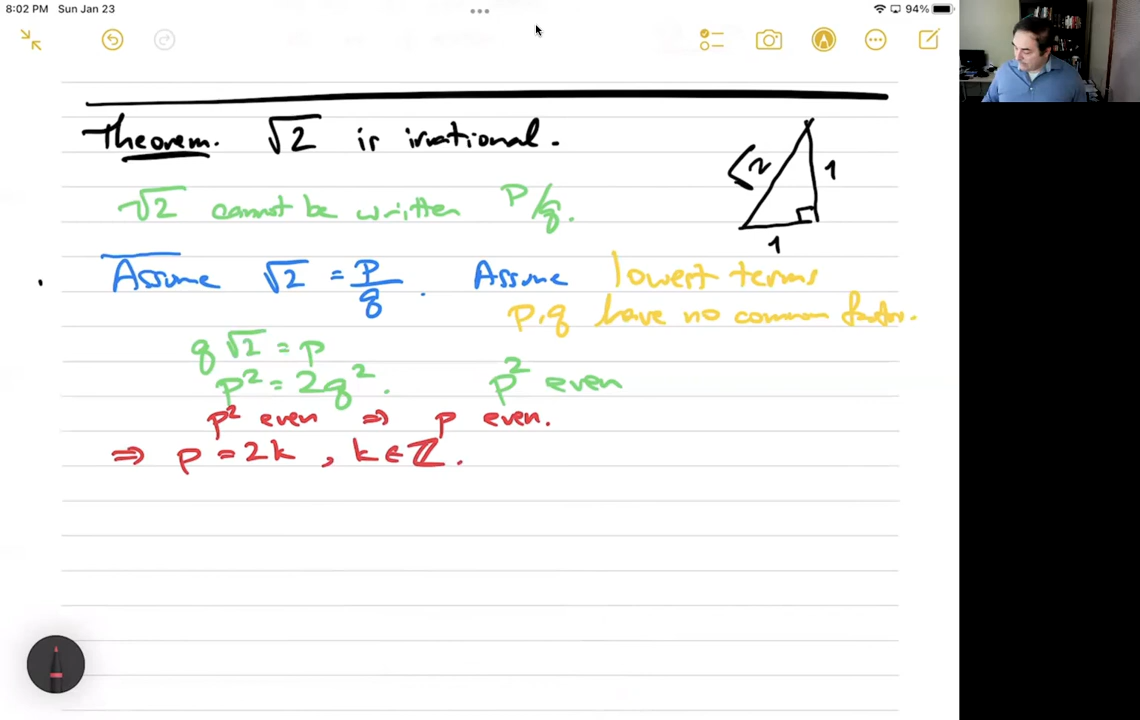 8:02 PM Sun Jan 23 94%
Theorem. √2 is irrational.
√2 cannot be written P/q.
Assume √2 = p/q. Assume lowest terms
p,q have no common factor.
q√2 = p
p² = 2q². p² even
p² even ⇒ p even.
⇒ p = 2k, k ∈ ℤ.
√2
1
1